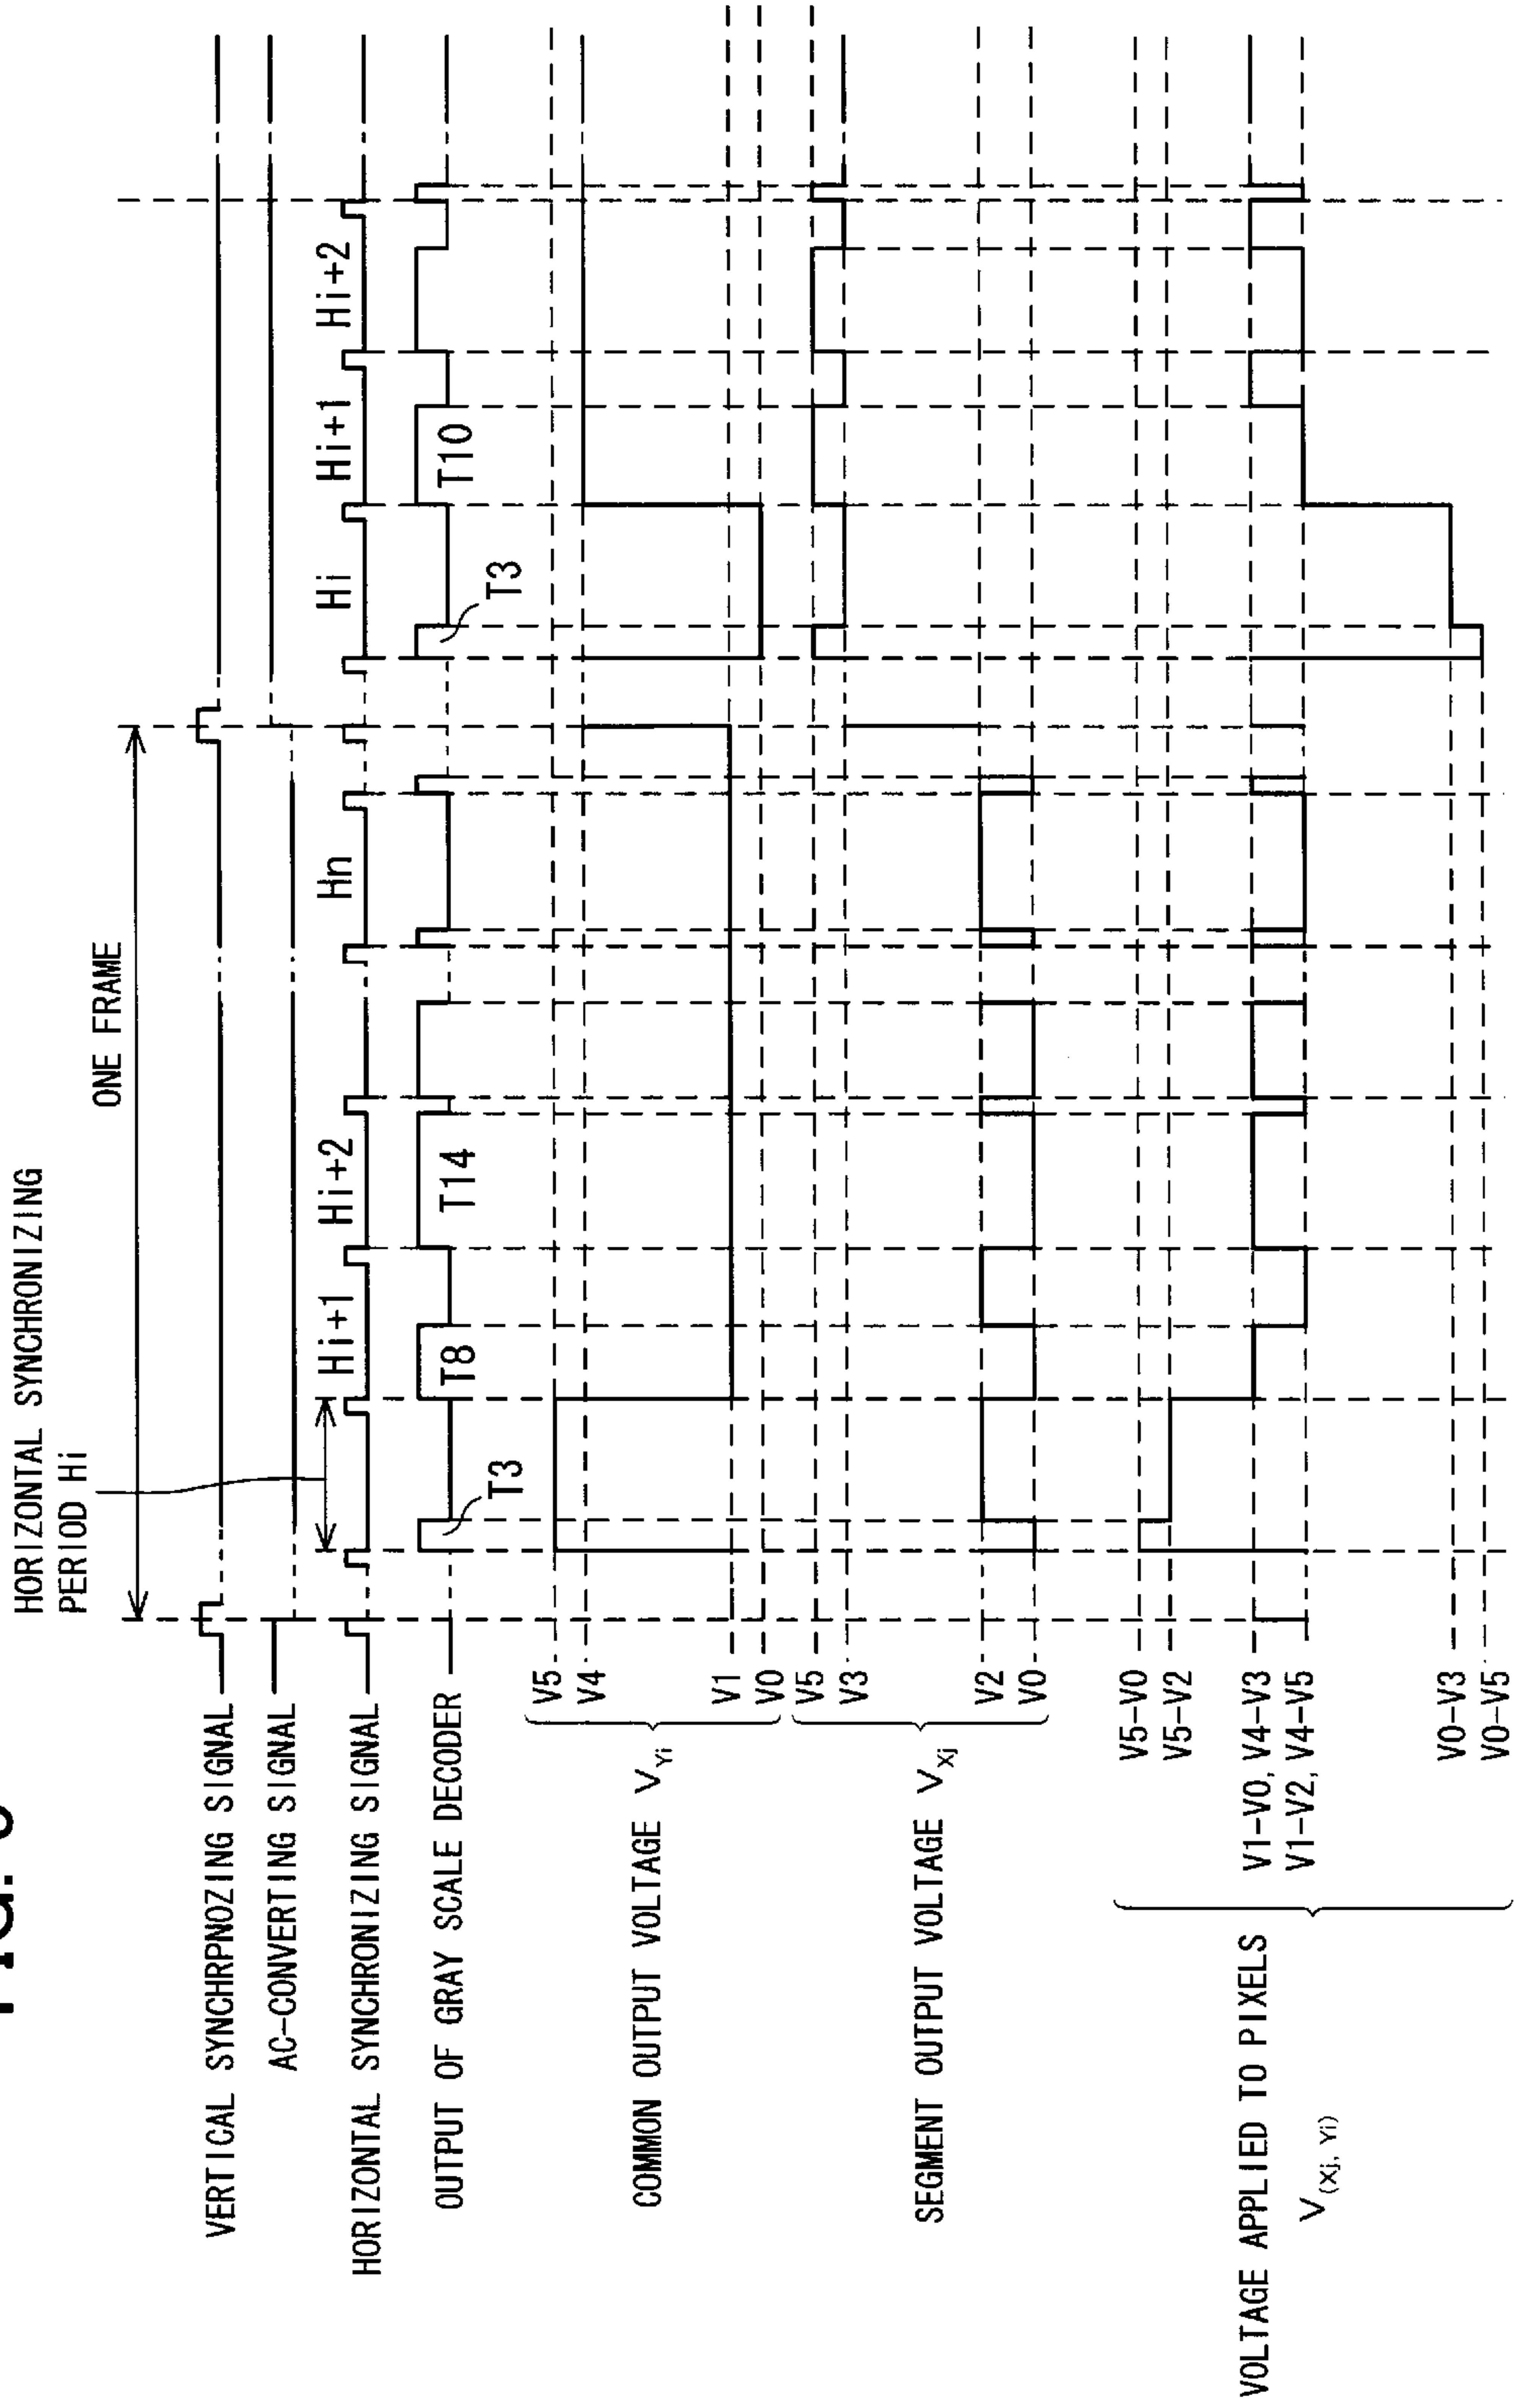 HORIZONTAL SYNCHRONIZING
PERIOD Hi
ONE FRAME
VERTICAL SYNCHRPNOZING SIGNAL
AC-CONVERTING SIGNAL
HORIZONTAL SYNCHRONIZING SIGNAL
Hi+1 Hi+2 Hn Hi Hi+1 Hi+2
OUTPUT OF GRAY SCALE DECODER
T3 T8 T14 T3 T10
COMMON OUTPUT VOLTAGE VYi
V5
V4
V1
V0
SEGMENT OUTPUT VOLTAGE VXj
V5
V3
V2
V0
VOLTAGE APPLIED TO PIXELS
V(Xj, Yi)
V5-V0
V5-V2
V1-V0, V4-V3
V1-V2, V4-V5
V0-V3
V0-V5